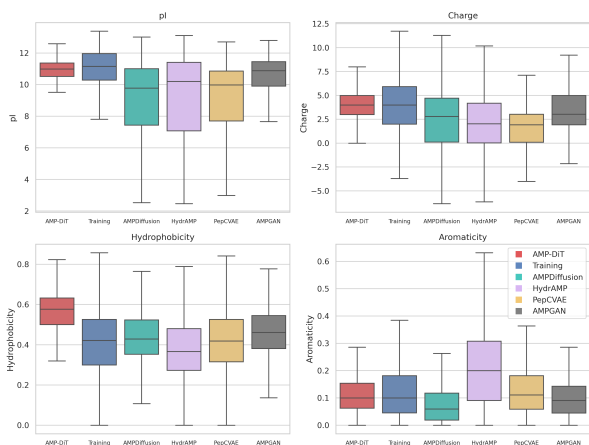 pI
12
10
8
6
4
2
pI
AMP-DiT Training AMPDiffusion HydrAMP PepCVAE AMPGAN
Charge
12.5
10.0
7.5
5.0
2.5
0.0
−2.5
−5.0
Charge
AMP-DiT Training AMPDiffusion HydrAMP PepCVAE AMPGAN
Hydrophobicity
0.8
0.6
0.4
0.2
0.0
Hydrophobicity
AMP-DiT Training AMPDiffusion HydrAMP PepCVAE AMPGAN
Aromaticity
0.6
0.5
0.4
0.3
0.2
0.1
0.0
Aromaticity
AMP-DiT
Training
AMPDiffusion
HydrAMP
PepCVAE
AMPGAN
AMP-DiT Training AMPDiffusion HydrAMP PepCVAE AMPGAN